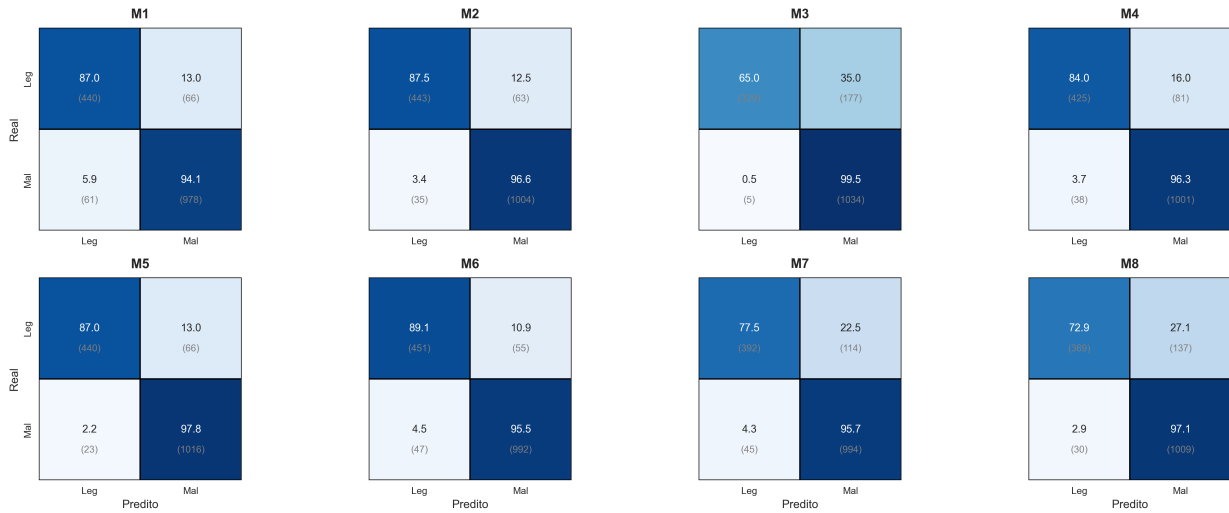 M1 M2 M3 M4
Leg 87.0 13.0 87.5 12.5 65.0 35.0 84.0 16.0
(440) (66) (443) (63) (177) (425) (81)
Real
Mal 5.9 94.1 3.4 96.6 0.5 99.5 3.7 96.3
(61) (978) (35) (1004) (5) (1034) (38) (1001)
Leg Mal Leg Mal Leg Mal Leg Mal
M5 M6 M7 M8
Leg 87.0 13.0 89.1 10.9 77.5 22.5 72.9 27.1
(440) (66) (451) (55) (392) (114) (369) (137)
Real
Mal 2.2 97.8 4.5 95.5 4.3 95.7 2.9 97.1
(23) (1016) (47) (992) (45) (994) (30) (1009)
Leg Mal Leg Mal Leg Mal Leg Mal
Predito Predito Predito Predito